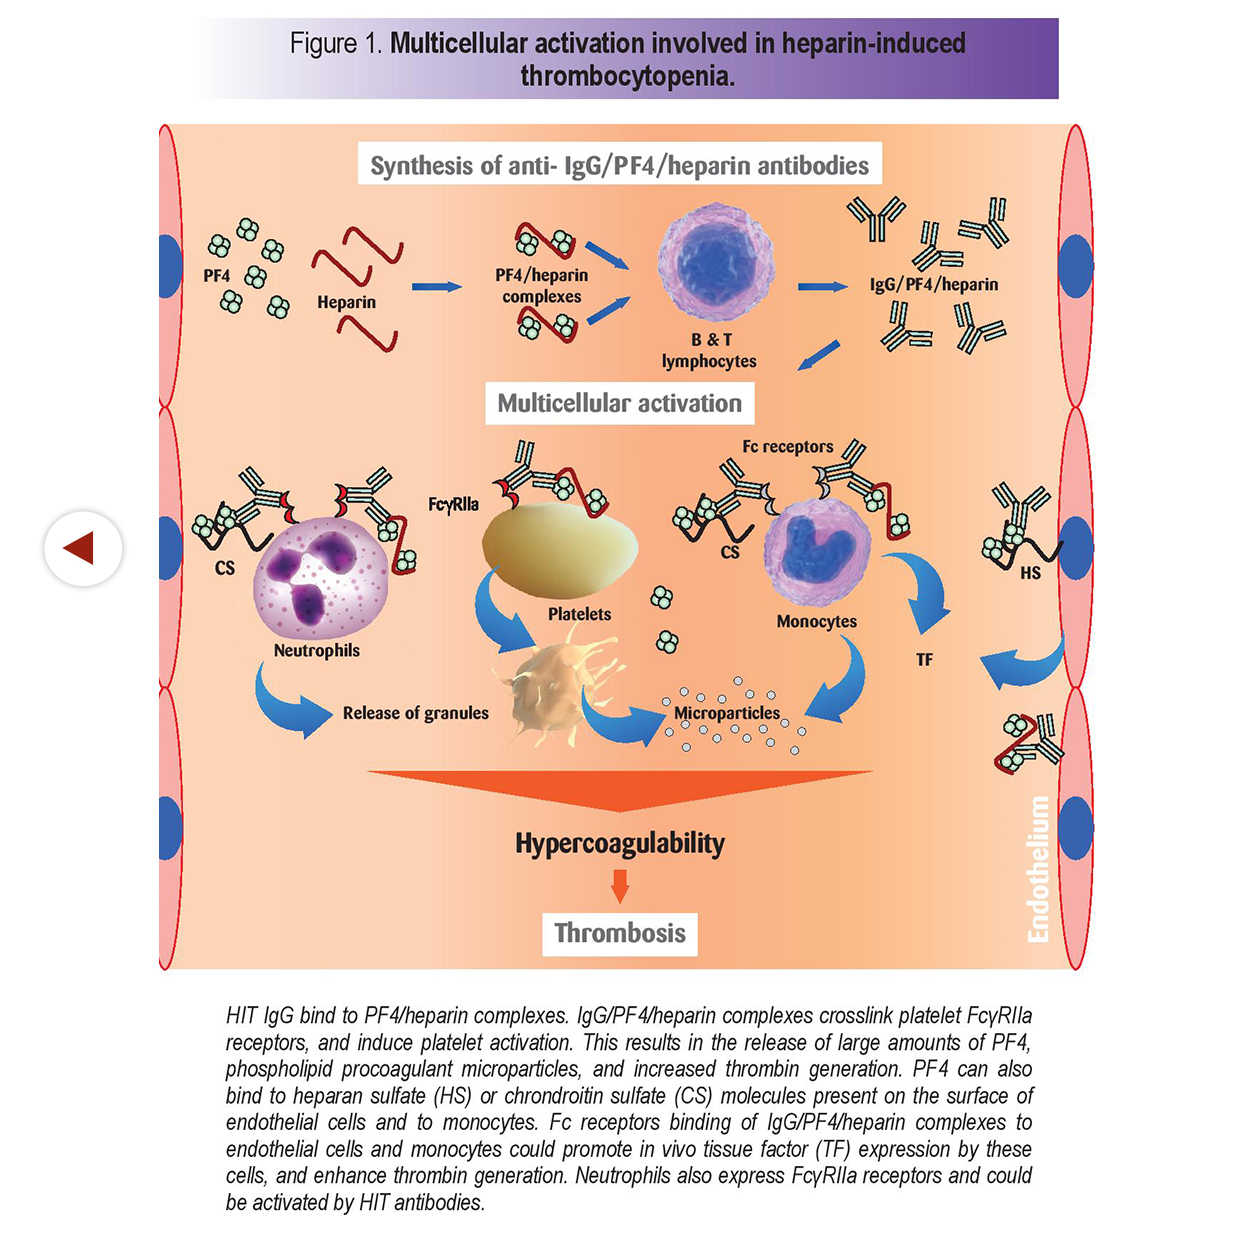 Figure 1. Multicellular activation involved in heparin-induced
thrombocytopenia.
Synthesis of anti- IgG/PF4/heparin antibodies
PF4
Heparin
PF4/heparin
complexes
B & T
lymphocytes
IgG/PF4/heparin
Multicellular activation
Fc receptors
FcγRIIa
CS
CS
HS
Neutrophils
Platelets
Monocytes
TF
Release of granules
Microparticles
Hypercoagulability
Thrombosis
Endothelium
HIT IgG bind to PF4/heparin complexes. IgG/PF4/heparin complexes crosslink platelet FcγRIIa
receptors, and induce platelet activation. This results in the release of large amounts of PF4,
phospholipid procoagulant microparticles, and increased thrombin generation. PF4 can also
bind to heparan sulfate (HS) or chrondroitin sulfate (CS) molecules present on the surface of
endothelial cells and to monocytes. Fc receptors binding of IgG/PF4/heparin complexes to
endothelial cells and monocytes could promote in vivo tissue factor (TF) expression by these
cells, and enhance thrombin generation. Neutrophils also express FcγRIIa receptors and could
be activated by HIT antibodies.